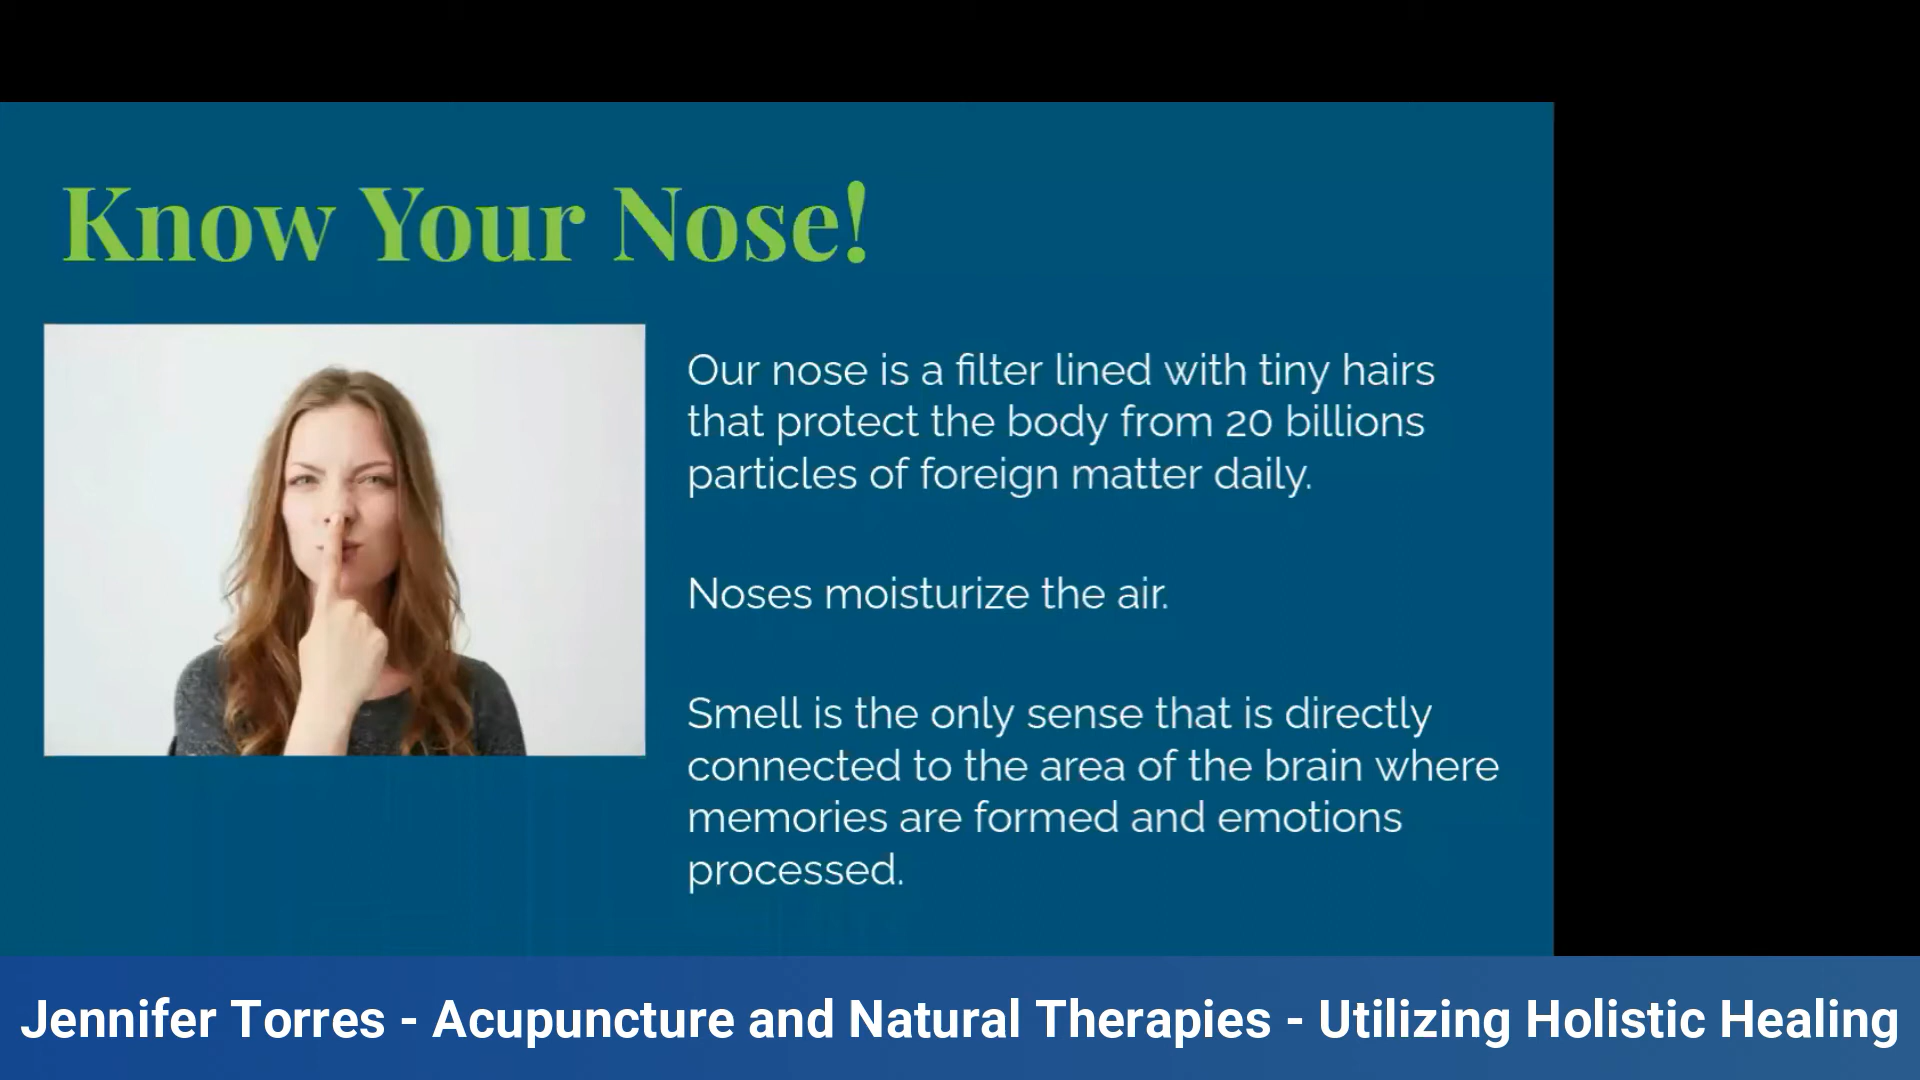 Know Your Nose!
Our nose is a filter lined with tiny hairs
that protect the body from 20 billions
particles of foreign matter daily.
Noses moisturize the air.
Smell is the only sense that is directly
connected to the area of the brain where
memories are formed and emotions
processed.
Jennifer Torres - Acupuncture and Natural Therapies - Utilizing Holistic Healing